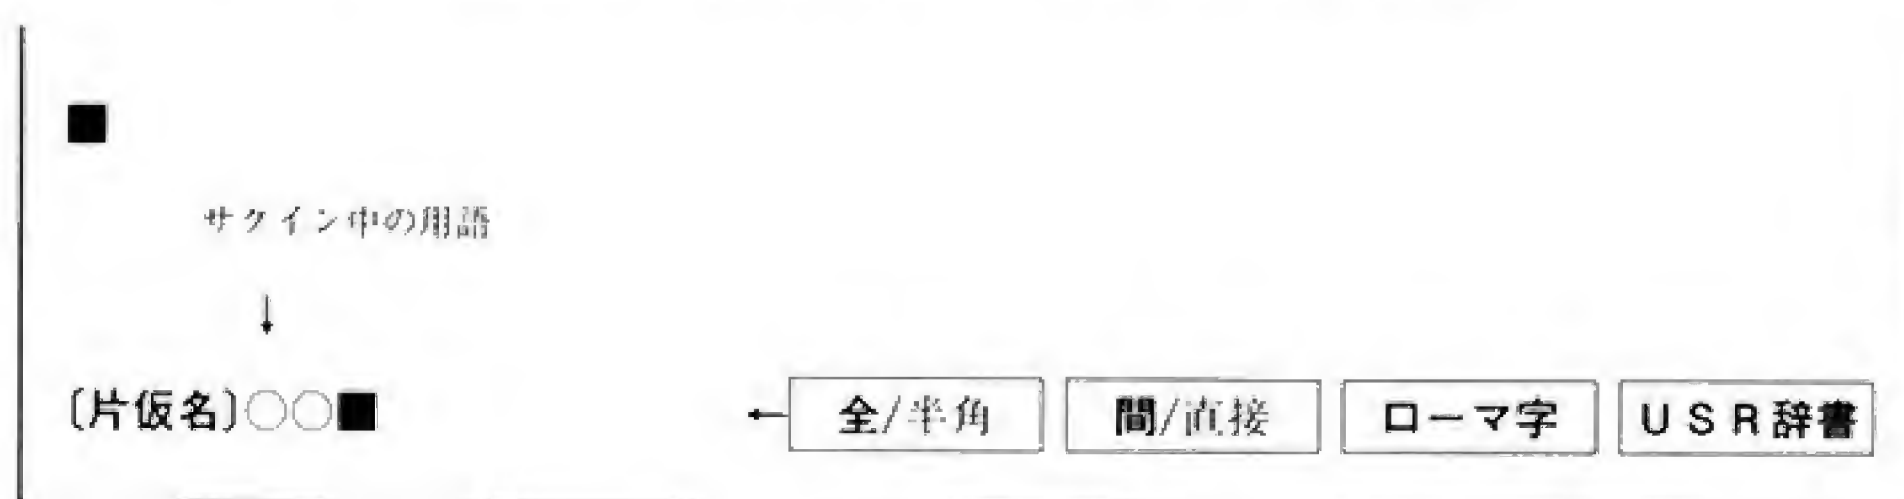 ■
サクイン中の用語
↓
〔片仮名〕○○■ ← 全/半角 間/直接 ローマ字 USR辞書